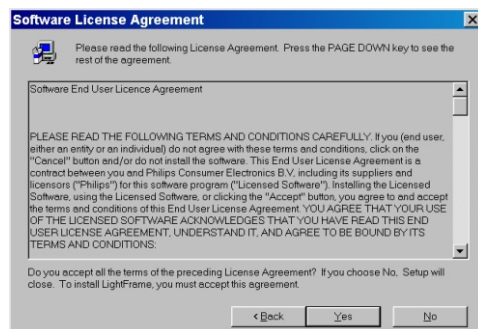 Software License Agreement
Please read the following License Agreement. Press the PAGE DOWN key to see the
rest of the agreement.
Software End User Licence Agreement
PLEASE READ THE FOLLOWING TERMS AND CONDITIONS CAREFULLY. If you (end user,
either an entity or an individual) do not agree with these terms and conditions, click on the
"Cancel" button and/or do not install the software. This End User License Agreement is a
contract between you and Philips Consumer Electronics B.V, including its suppliers and
licensors ("Philips") for this software program ("Licensed Software"). Installing the Licensed
Software, using the Licensed Software, or clicking the "Accept" button, you agree to and accept
the terms and conditions of this End User License Agreement. YOU AGREE THAT YOUR USE
OF THE LICENSED SOFTWARE ACKNOWLEDGES THAT YOU HAVE READ THIS END
USER LICENSE AGREEMENT, UNDERSTAND IT, AND AGREE TO BE BOUND BY ITS
TERMS AND CONDITIONS:
Do you accept all the terms of the preceding License Agreement? If you choose No, Setup will
close. To install LightFrame, you must accept this agreement.
< Back Yes No